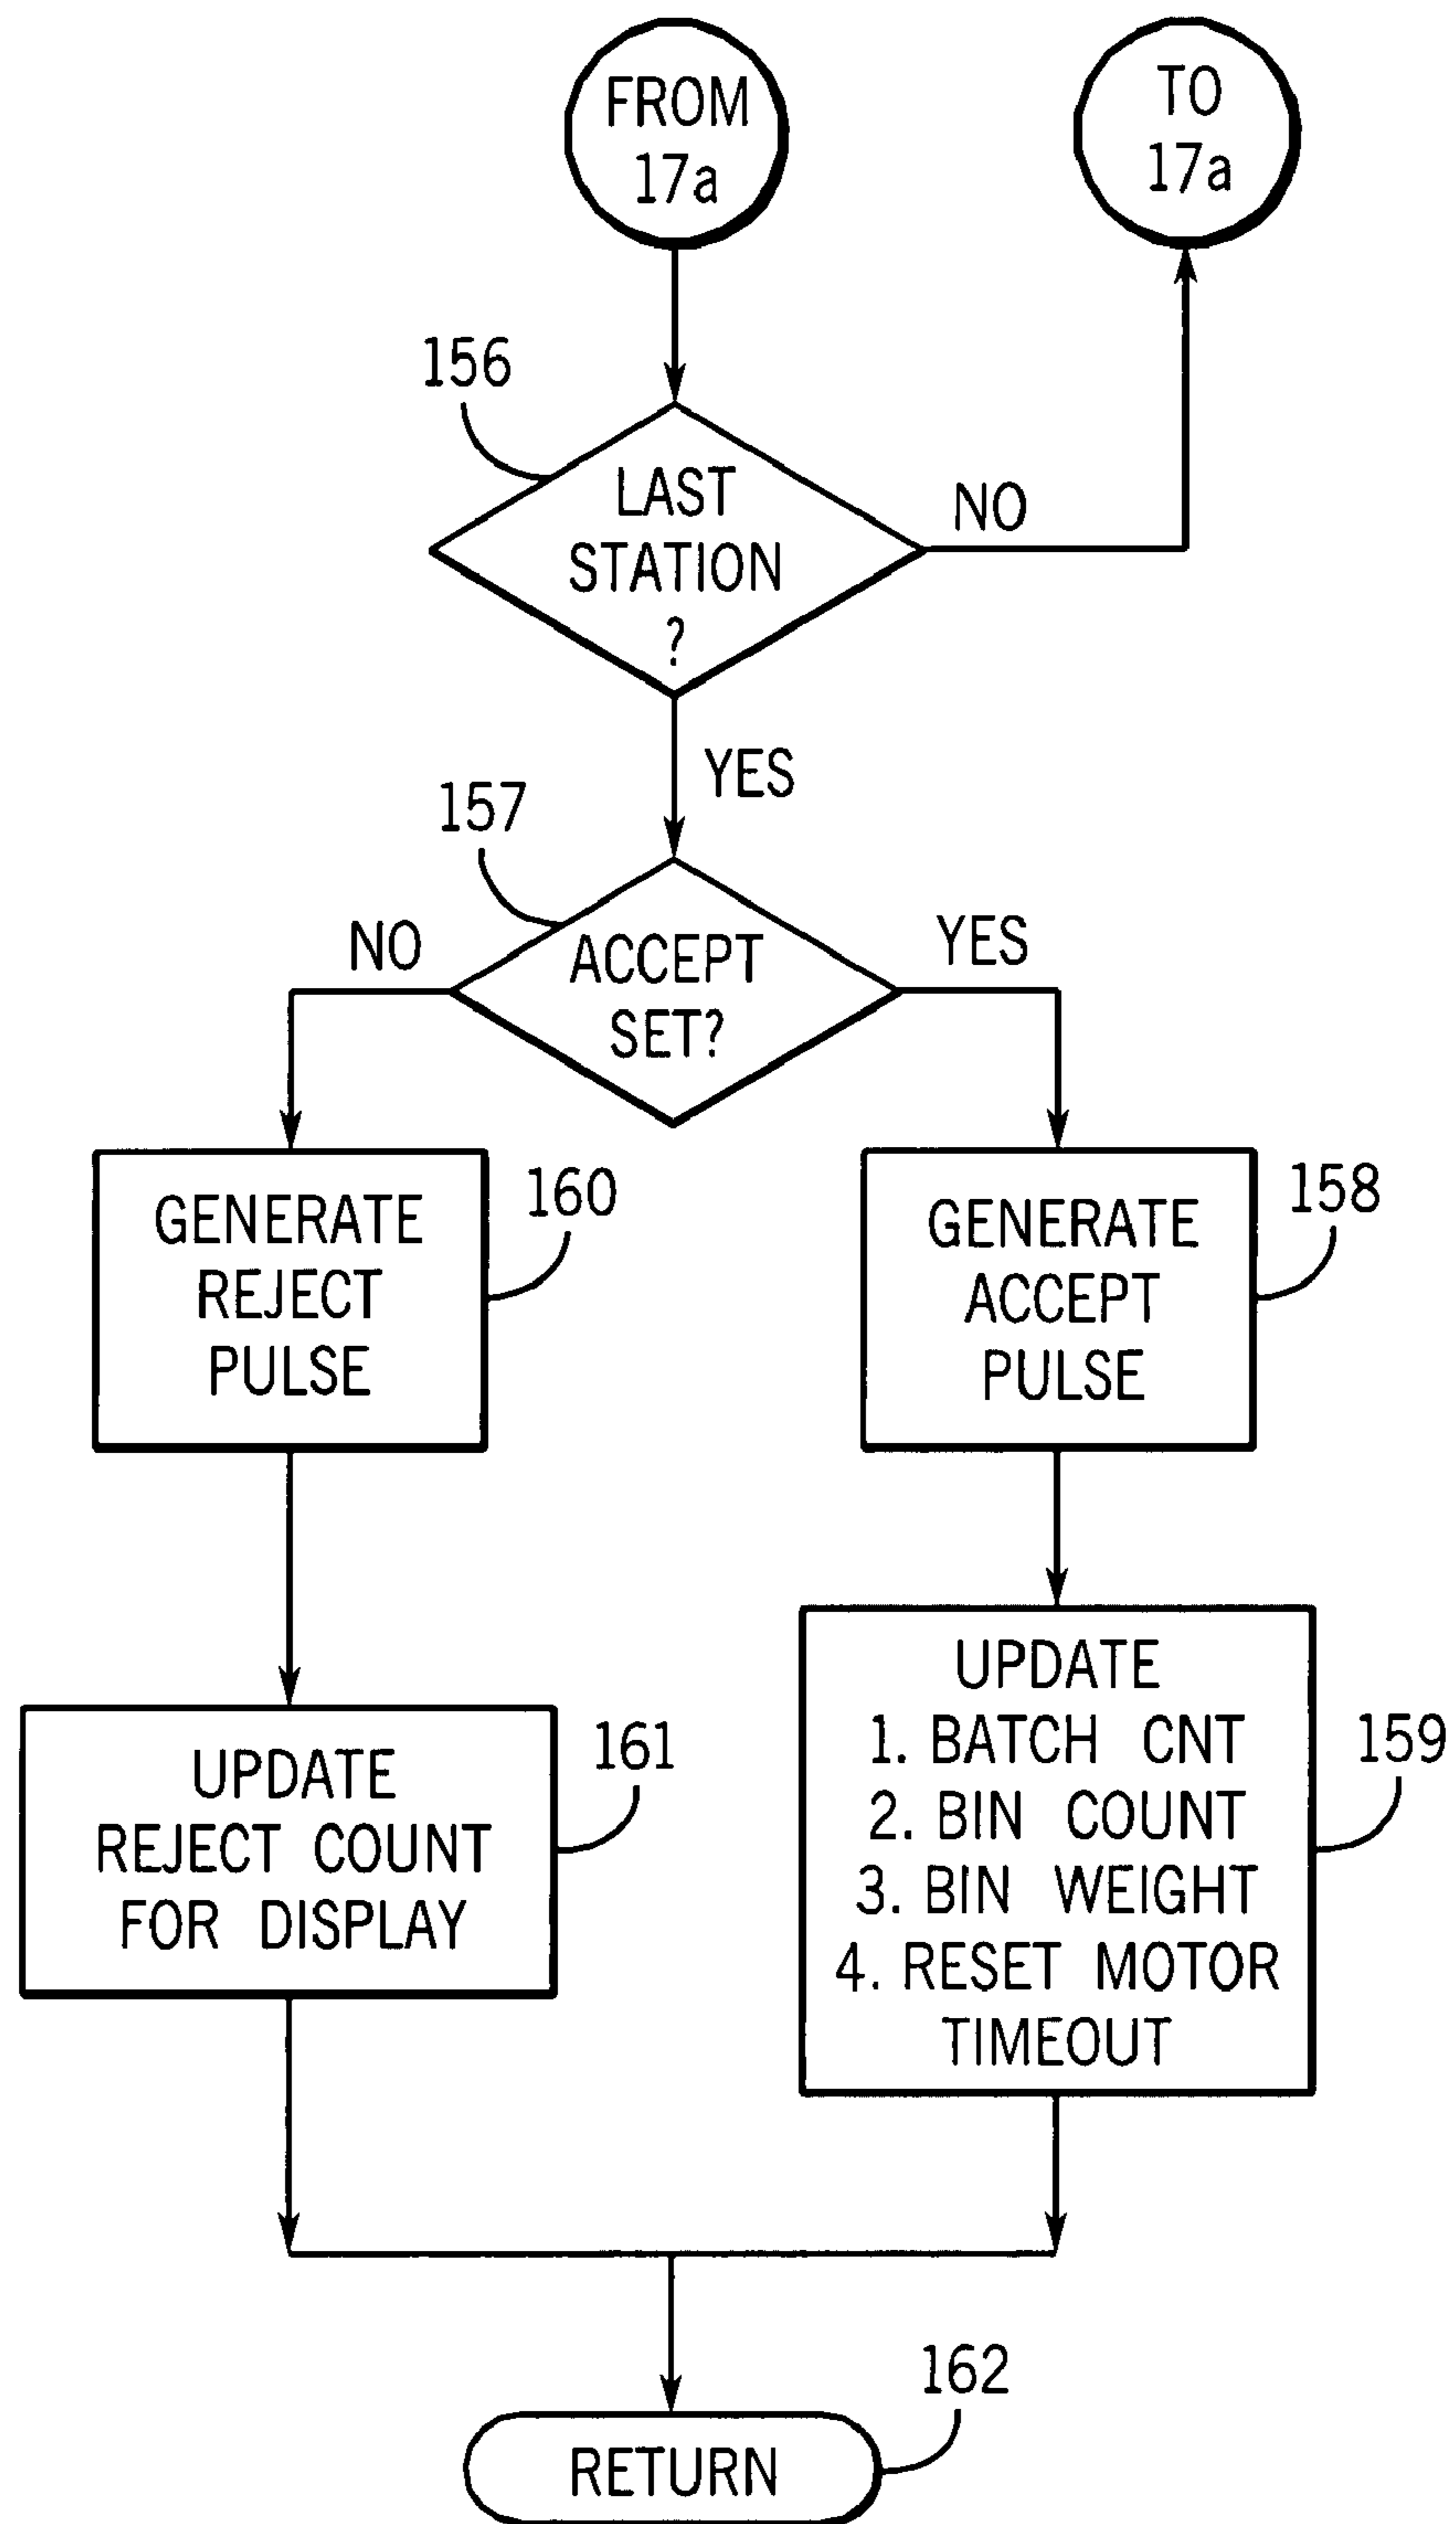 FROM
17a
TO
17a
156
LAST
STATION
?
NO
YES
157
NO
ACCEPT
SET?
YES
GENERATE
REJECT
PULSE
160
GENERATE
ACCEPT
PULSE
158
UPDATE
REJECT COUNT
FOR DISPLAY
161
UPDATE
1. BATCH CNT
2. BIN COUNT
3. BIN WEIGHT
4. RESET MOTOR
TIMEOUT
159
162
RETURN